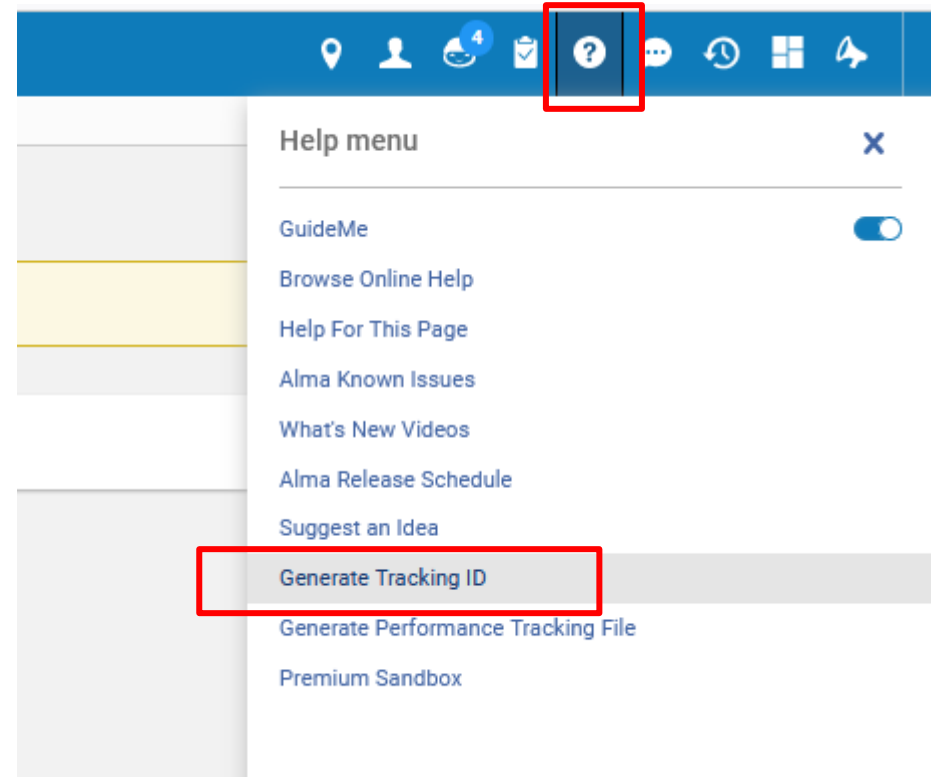 4
?
Help menu
GuideMe
Browse Online Help
Help For This Page
Alma Known Issues
What's New Videos
Alma Release Schedule
Suggest an Idea
Generate Tracking ID
Generate Performance Tracking File
Premium Sandbox